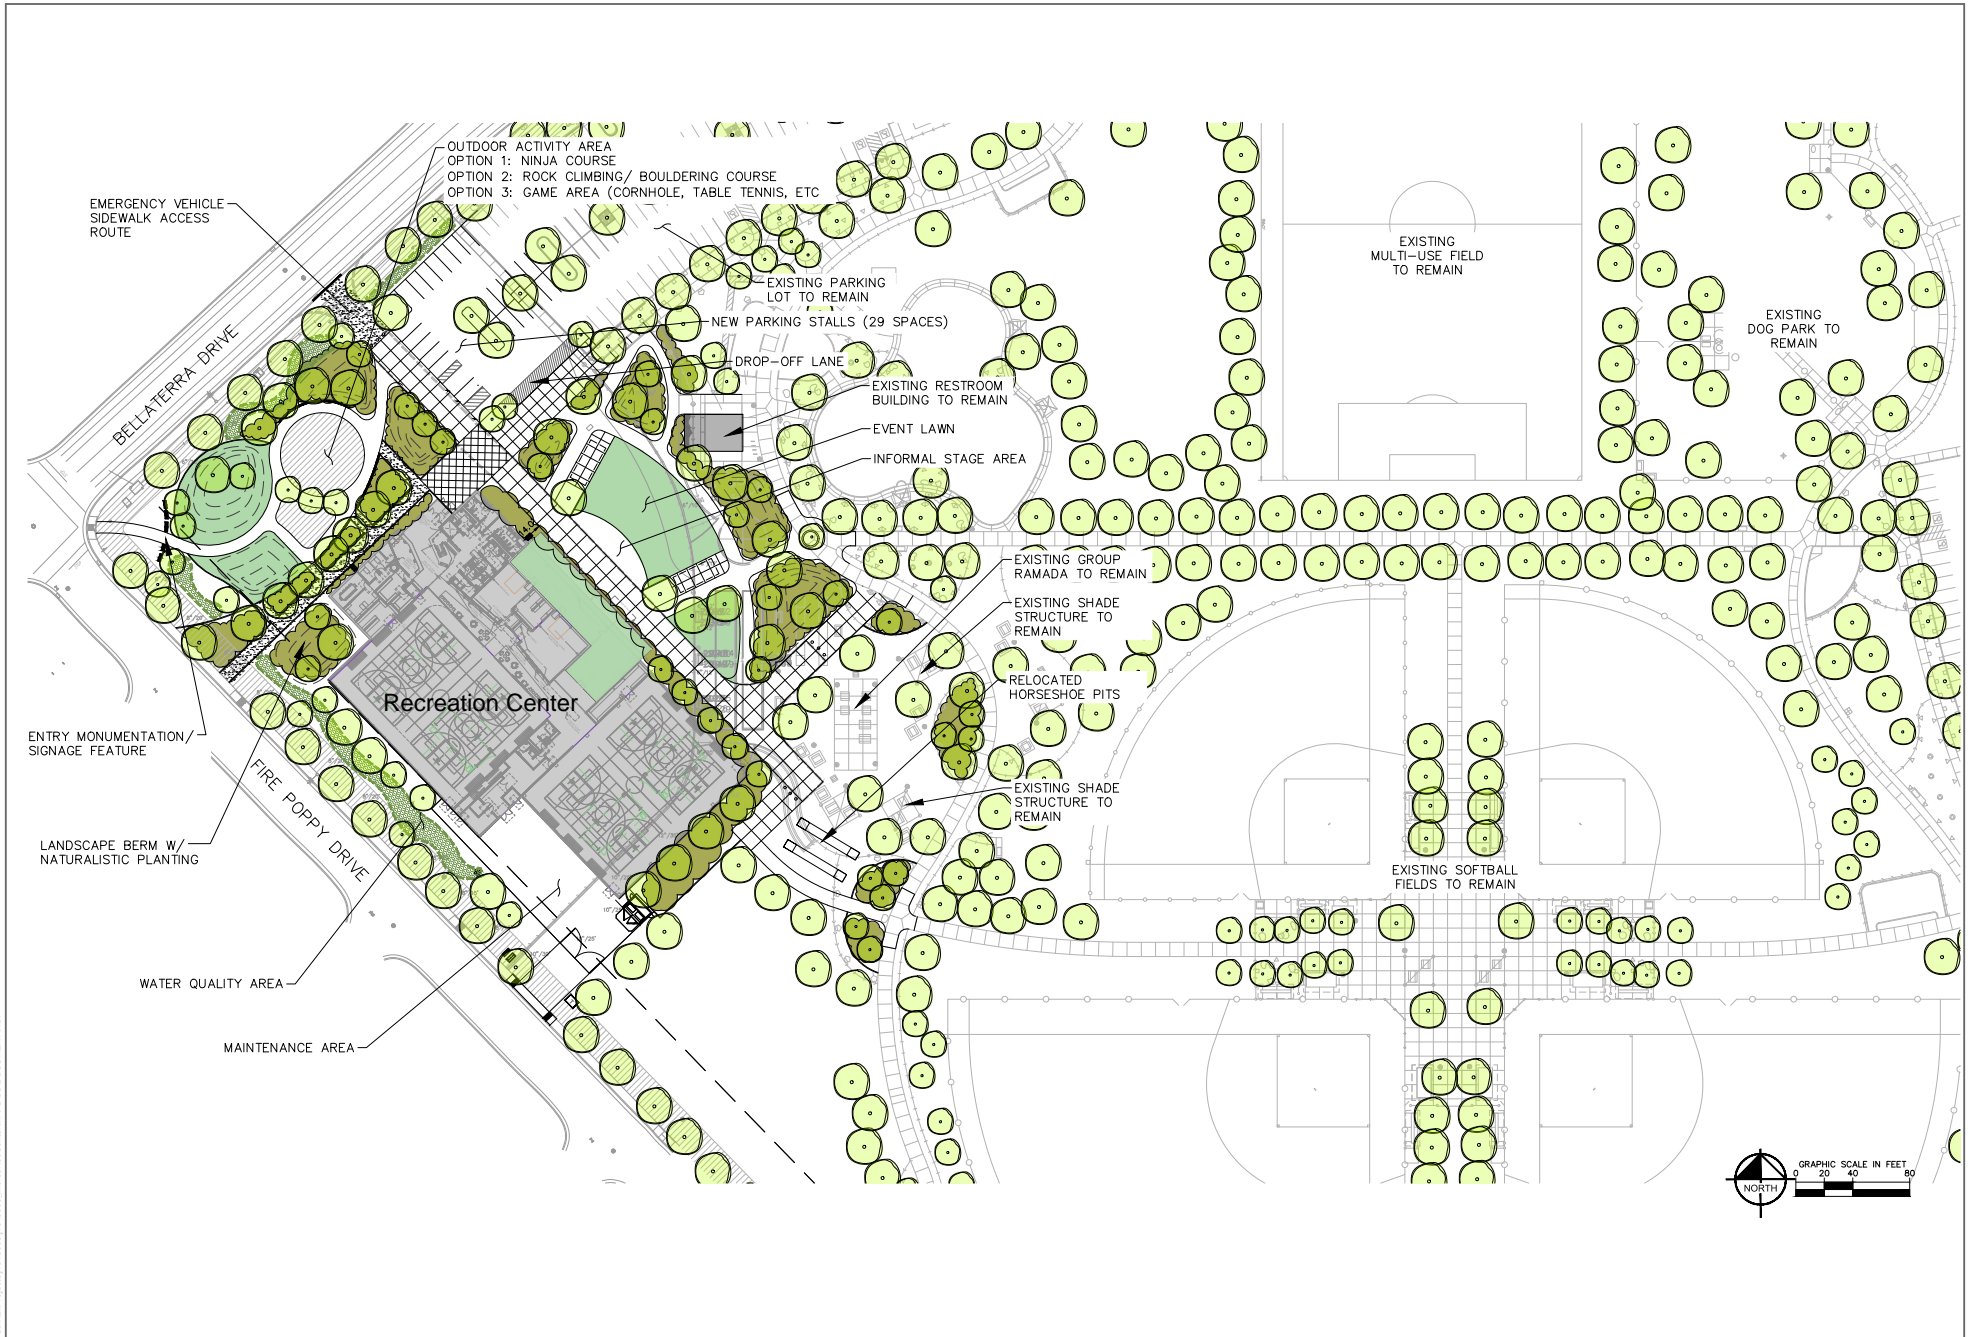 OUTDOOR ACTIVITY AREA
OPTION 1: NINJA COURSE
OPTION 2: ROCK CLIMBING/ BOULDERING COURSE
OPTION 3: GAME AREA (CORNHOLE, TABLE TENNIS, ETC
EMERGENCY VEHICLE
SIDEWALK ACCESS
ROUTE
BELLATERRA DRIVE
EXISTING PARKING
LOT TO REMAIN
NEW PARKING STALLS (29 SPACES)
DROP-OFF LANE
EXISTING RESTROOM
BUILDING TO REMAIN
EVENT LAWN
INFORMAL STAGE AREA
EXISTING
MULTI-USE FIELD
TO REMAIN
EXISTING
DOG PARK TO
REMAIN
EXISTING GROUP
RAMADA TO REMAIN
EXISTING SHADE
STRUCTURE TO
REMAIN
RELOCATED
HORSESHOE PITS
EXISTING SHADE
STRUCTURE TO
REMAIN
Recreation Center
ENTRY MONUMENTATION/
SIGNAGE FEATURE
FIRE POPPY DRIVE
LANDSCAPE BERM W/
NATURALISTIC PLANTING
WATER QUALITY AREA
MAINTENANCE AREA
EXISTING SOFTBALL
FIELDS TO REMAIN
NORTH
GRAPHIC SCALE IN FEET
0 20 40 80